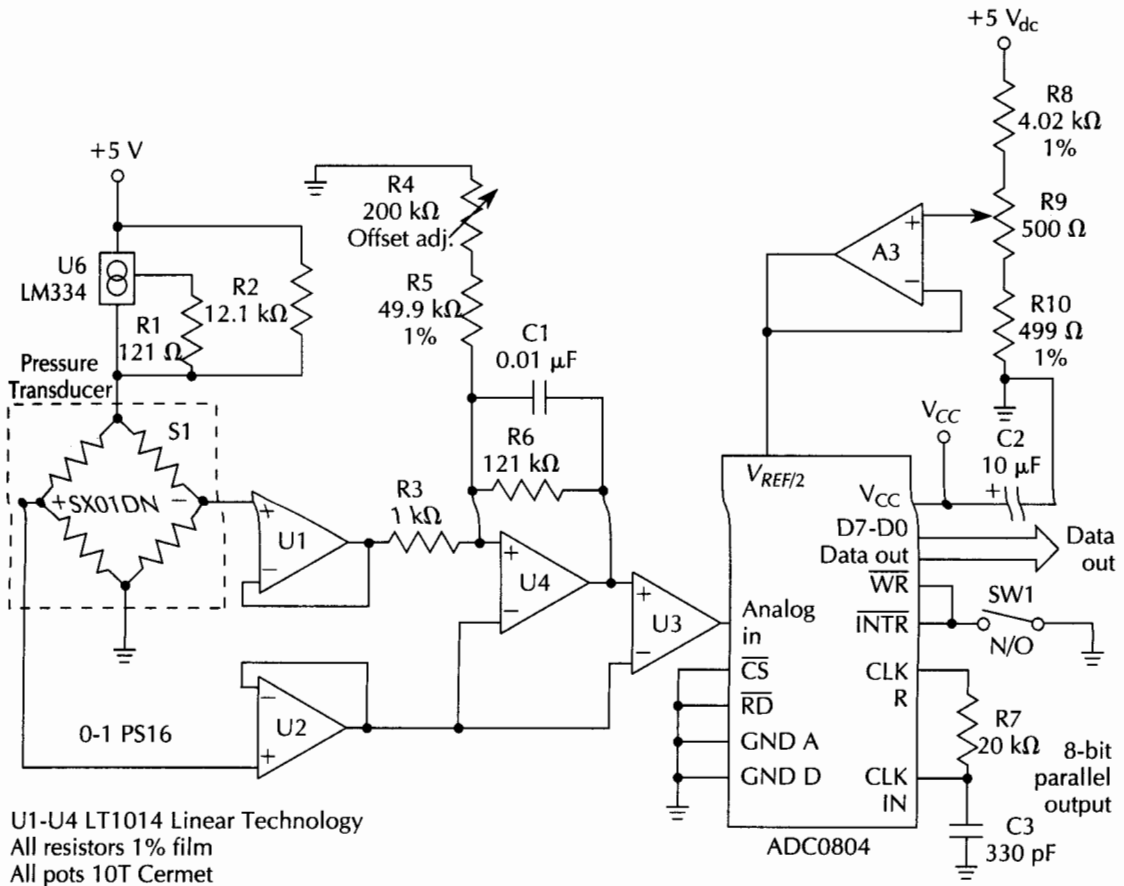 +5 Vdc
R8
4.02 kΩ
1%
+5 V
R4
200 kΩ
Offset adj.
R9
500 Ω
A3
+
−
U6
LM334
R2
12.1 kΩ
R1
121 Ω
R5
49.9 kΩ
1%
R10
499 Ω
1%
C1
0.01 µF
Pressure
Transducer
S1
R6
121 kΩ
VCC
C2
10 µF
+
VREF/2
+ SX01DN −
R3
1 kΩ
VCC
D7-D0
Data out
Data
out
+
−
U1
+
−
U4
WR
SW1
N/O
+
−
U3
Analog
in
INTR
CS
CLK
R
RD
R7
20 kΩ
−
+
U2
0-1 PS16
GND A
GND D
CLK
IN
8-bit
parallel
output
C3
330 pF
ADC0804
U1-U4 LT1014 Linear Technology
All resistors 1% film
All pots 10T Cermet